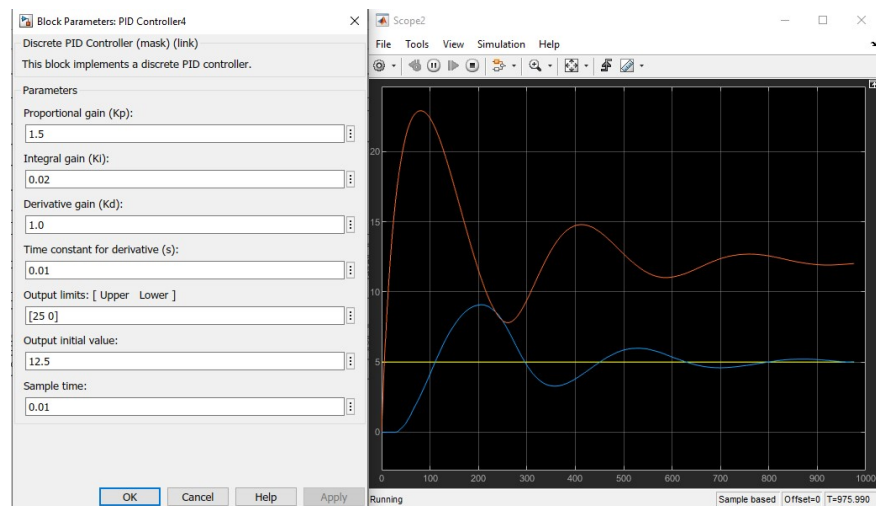 Block Parameters: PID Controller4
Discrete PID Controller (mask) (link)
This block implements a discrete PID controller.
Parameters
Proportional gain (Kp):
1.5
Integral gain (Ki):
0.02
Derivative gain (Kd):
1.0
Time constant for derivative (s):
0.01
Output limits: [ Upper Lower ]
[25 0]
Output initial value:
12.5
Sample time:
0.01
OK Cancel Help Apply
Scope2
File Tools View Simulation Help
20
15
10
5
0
0 100 200 300 400 500 600 700 800 900 1000
Running Sample based Offset=0 T=975.990